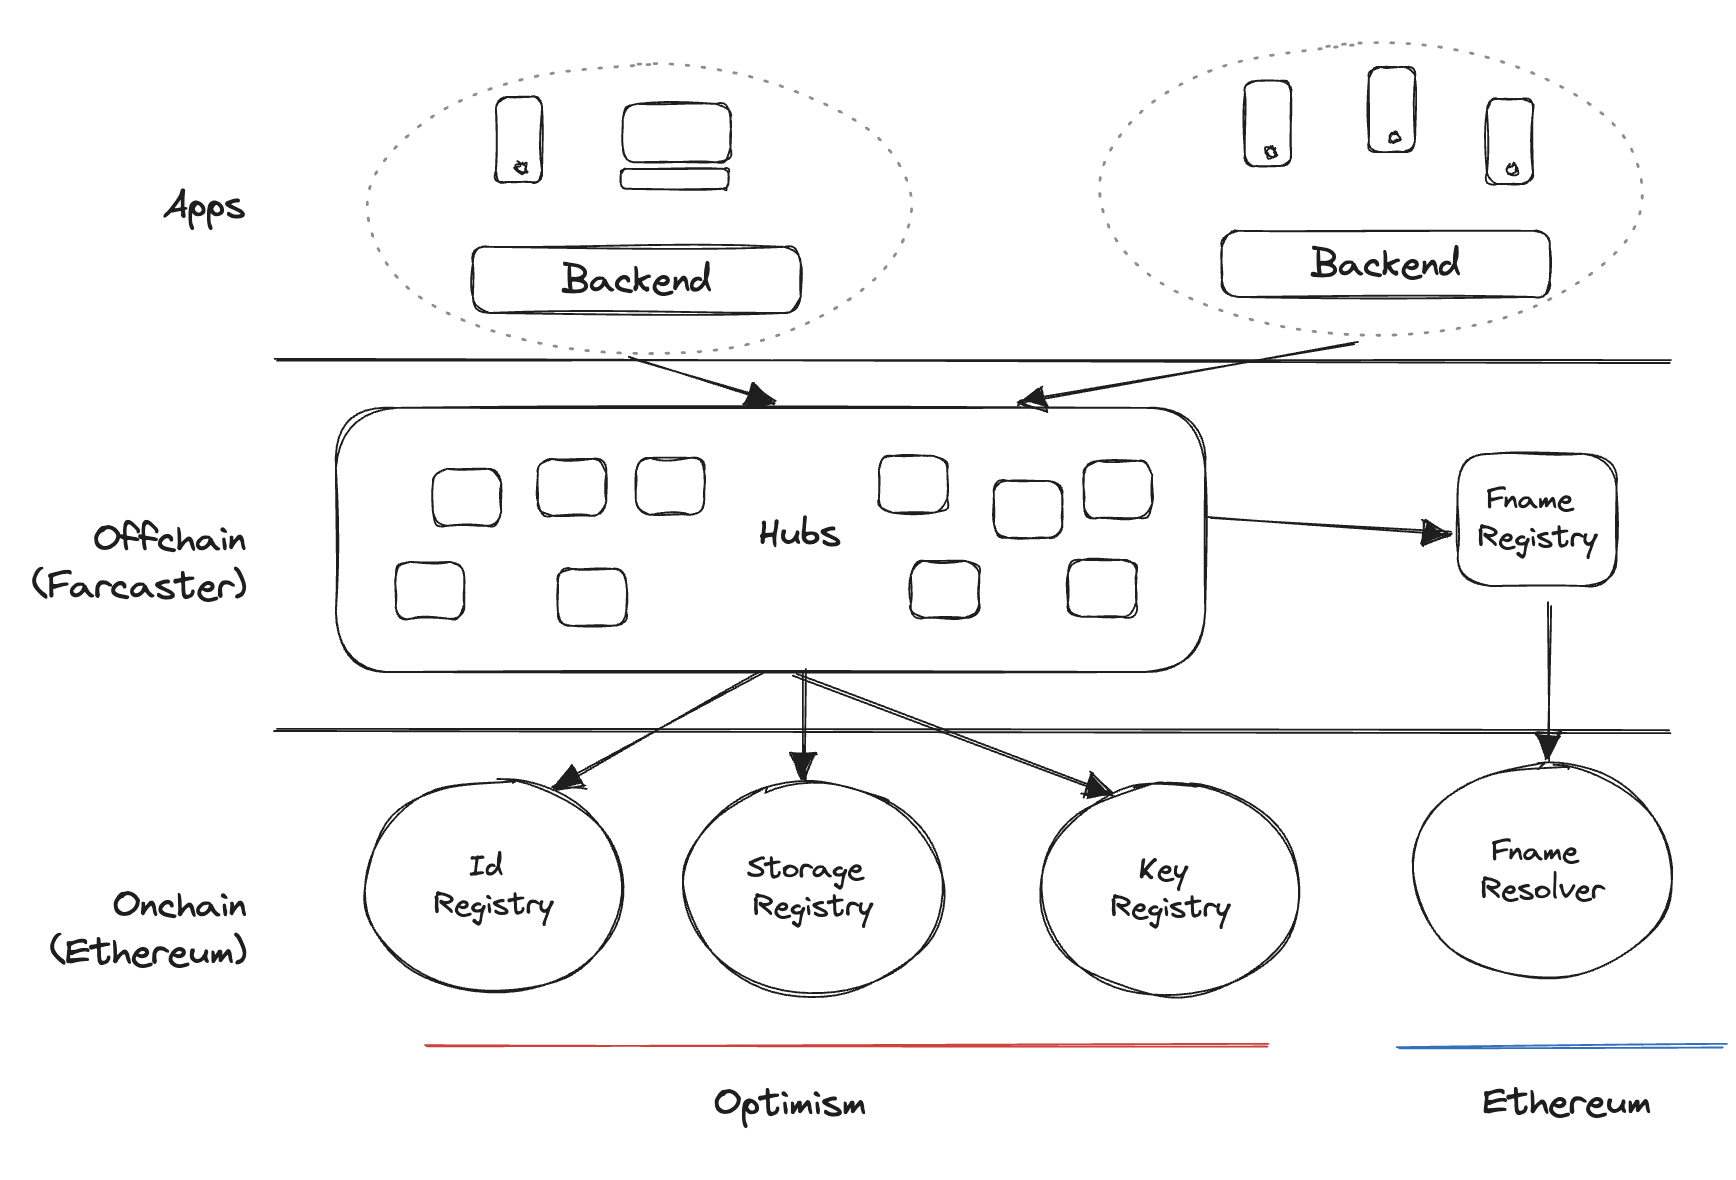 Apps
Backend
Backend
Offchain
(Farcaster)
Hubs
Fname
Registry
Onchain
(Ethereum)
Id
Registry
Storage
Registry
Key
Registry
Fname
Resolver
Optimism
Ethereum